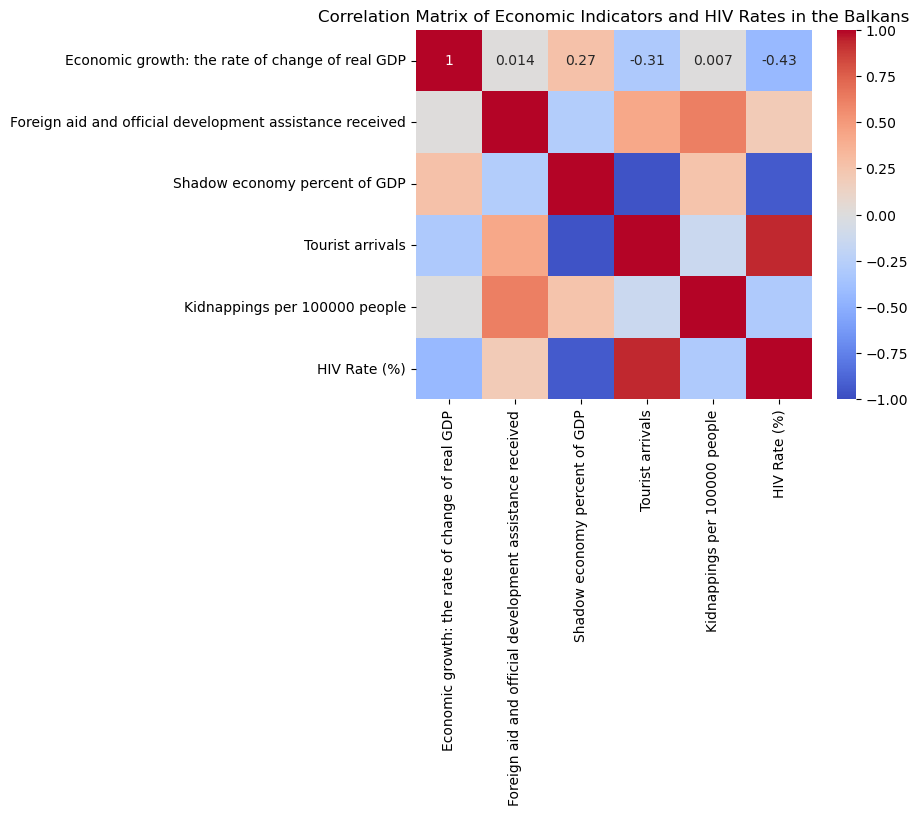 Correlation Matrix of Economic Indicators and HIV Rates in the Balkans
Economic growth: the rate of change of real GDP
1 0.014 0.27 -0.31 0.007 -0.43
Foreign aid and official development assistance received
Shadow economy percent of GDP
Tourist arrivals
Kidnappings per 100000 people
HIV Rate (%)
1.00
0.75
0.50
0.25
0.00
−0.25
−0.50
−0.75
−1.00
Economic growth: the rate of change of real GDP
Foreign aid and official development assistance received
Shadow economy percent of GDP
Tourist arrivals
Kidnappings per 100000 people
HIV Rate (%)